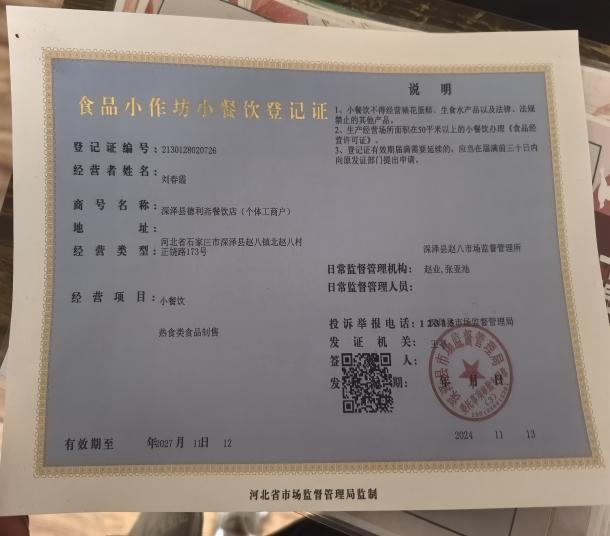 食品小作坊小餐饮登记证
登记证编号：2130128020726
经营者姓名：
刘春霞
商号名称：深泽县德利斋餐饮店（个体工商户）
地址：
河北省石家庄市深泽县赵八镇北赵八村
正饶路173号
经营类型：
经营项目：小餐饮
热食类食品制售
有效期至 年2027 月 11日 12
说明
1、小餐饮不得经营裱花蛋糕、生食水产品以及法律、法规
禁止的其他产品。
2、生产经营场所面积在50平米以上的小餐饮办理《食品经
营许可证》。
3、登记证有效期届满需要延续的，应当在届满前三十日内
向原发证部门提出申请。
深泽县赵八市场监督管理所
日常监督管理机构：
赵业,张亚池
日常监督管理人员：
投诉举报电话：12315
市场监督管理局
发证机关：
签 人：
发 期： 年 月 日
2024 11 13
河北省市场监督管理局监制